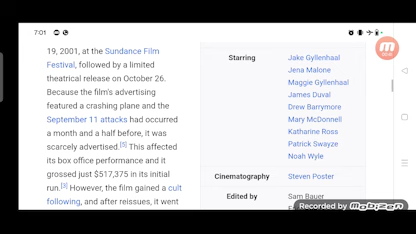 7:01
19, 2001, at the Sundance Film
Festival, followed by a limited
theatrical release on October 26.
Because the film's advertising
featured a crashing plane and the
September 11 attacks had occurred
a month and a half before, it was
scarcely advertised.[5] This affected
its box office performance and it
grossed just $517,375 in its initial
run.[3] However, the film gained a cult
following, and after reissues, it went
Starring
Jake Gyllenhaal
Jena Malone
Maggie Gyllenhaal
James Duval
Drew Barrymore
Mary McDonnell
Katharine Ross
Patrick Swayze
Noah Wyle
Cinematography
Steven Poster
Edited by
Sam Bauer
Recorded by
MOBIZEN